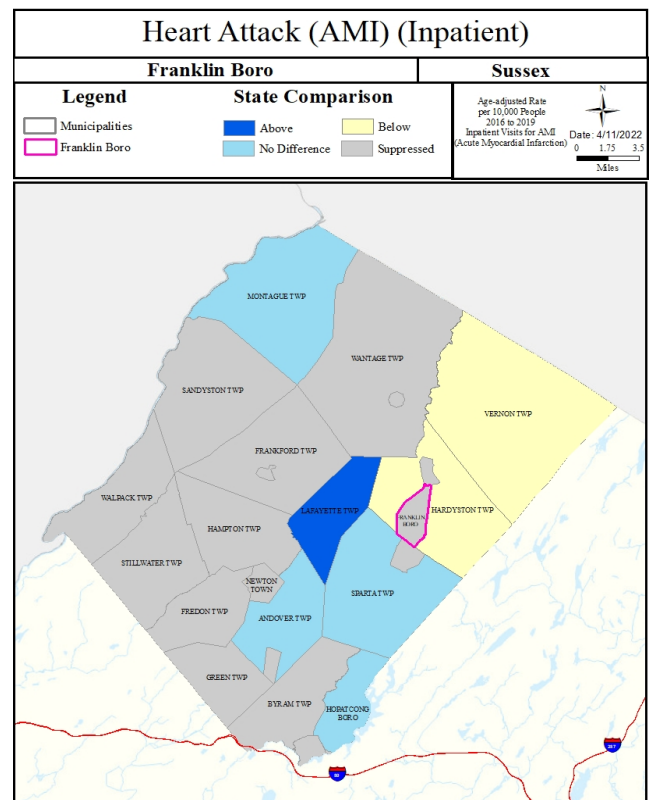 Heart Attack (AMI) (Inpatient)
Franklin Boro
Sussex
Legend
Municipalities
Franklin Boro
State Comparison
Above
Below
No Difference
Suppressed
Age-adjusted Rate
per 10,000 People
2016 to 2019
Inpatient Visits for AMI
(Acute Myocardial Infarction)
N
Date: 4/11/2022
0 1.75 3.5
Miles
MONTAGUE TWP
WANTAGE TWP
SANDYSTON TWP
VERNON TWP
FRANKFORD TWP
WALPACK TWP
LAFAYETTE TWP
HARDYSTON TWP
FRANKLIN
BORO
HAMPTON TWP
STILLWATER TWP
NEWTON
TOWN
SPARTA TWP
FREDON TWP
ANDOVER TWP
GREEN TWP
BYRAM TWP
HOPATCONG
BORO
80
287